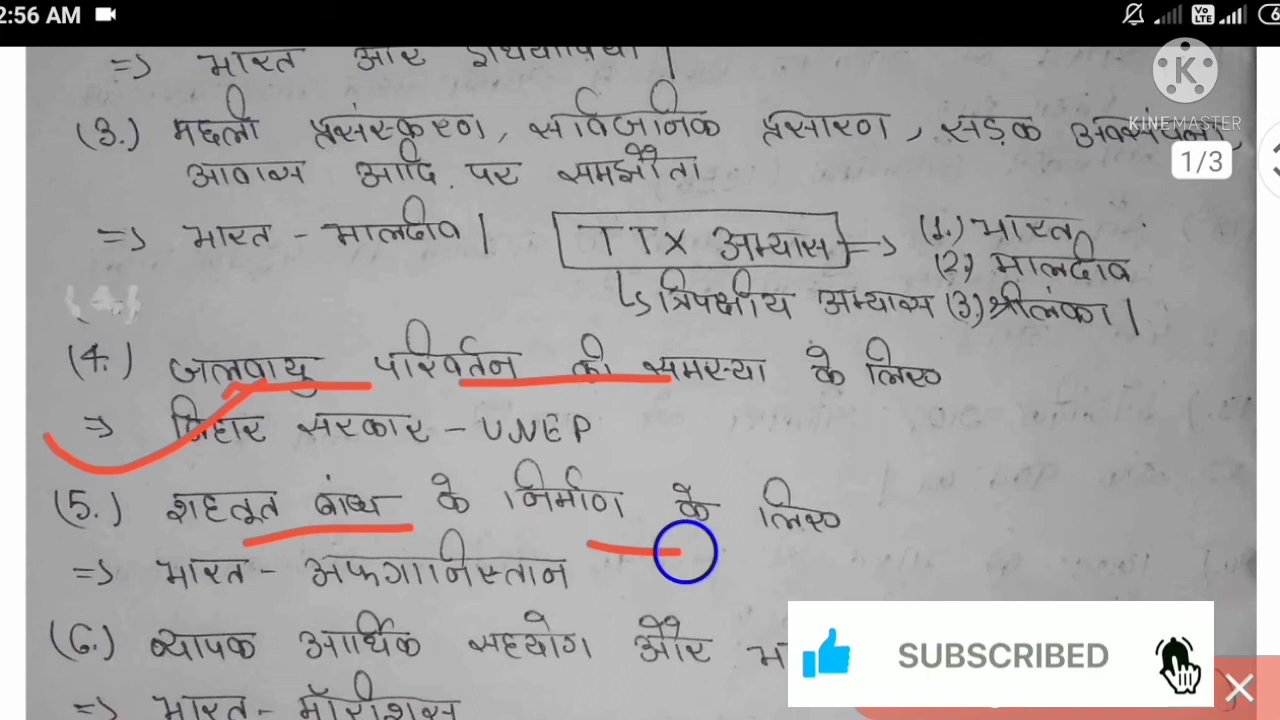 2:56 AM
=> भारत और इथियोपिया |
KINEMASTER
(3.) मछली प्रसंस्करण, सार्वजनिक प्रसारण, सड़क
1/3
आवास आदि पर समझौता
=> भारत - मालदीव |
TTX अभ्यास => (1.) भारत
(2.) मालदीव
त्रिपक्षीय अभ्यास (3.) श्रीलंका |
(4.) जलवायु परिवर्तन की समस्या के लिए
=> बिहार सरकार - UNEP
(5.) शहतूत बांध के निर्माण के लिए
=> भारत - अफगानिस्तान
(6.) व्यापक आर्थिक सहयोग और
SUBSCRIBED
=> भारत - मॉरीशस